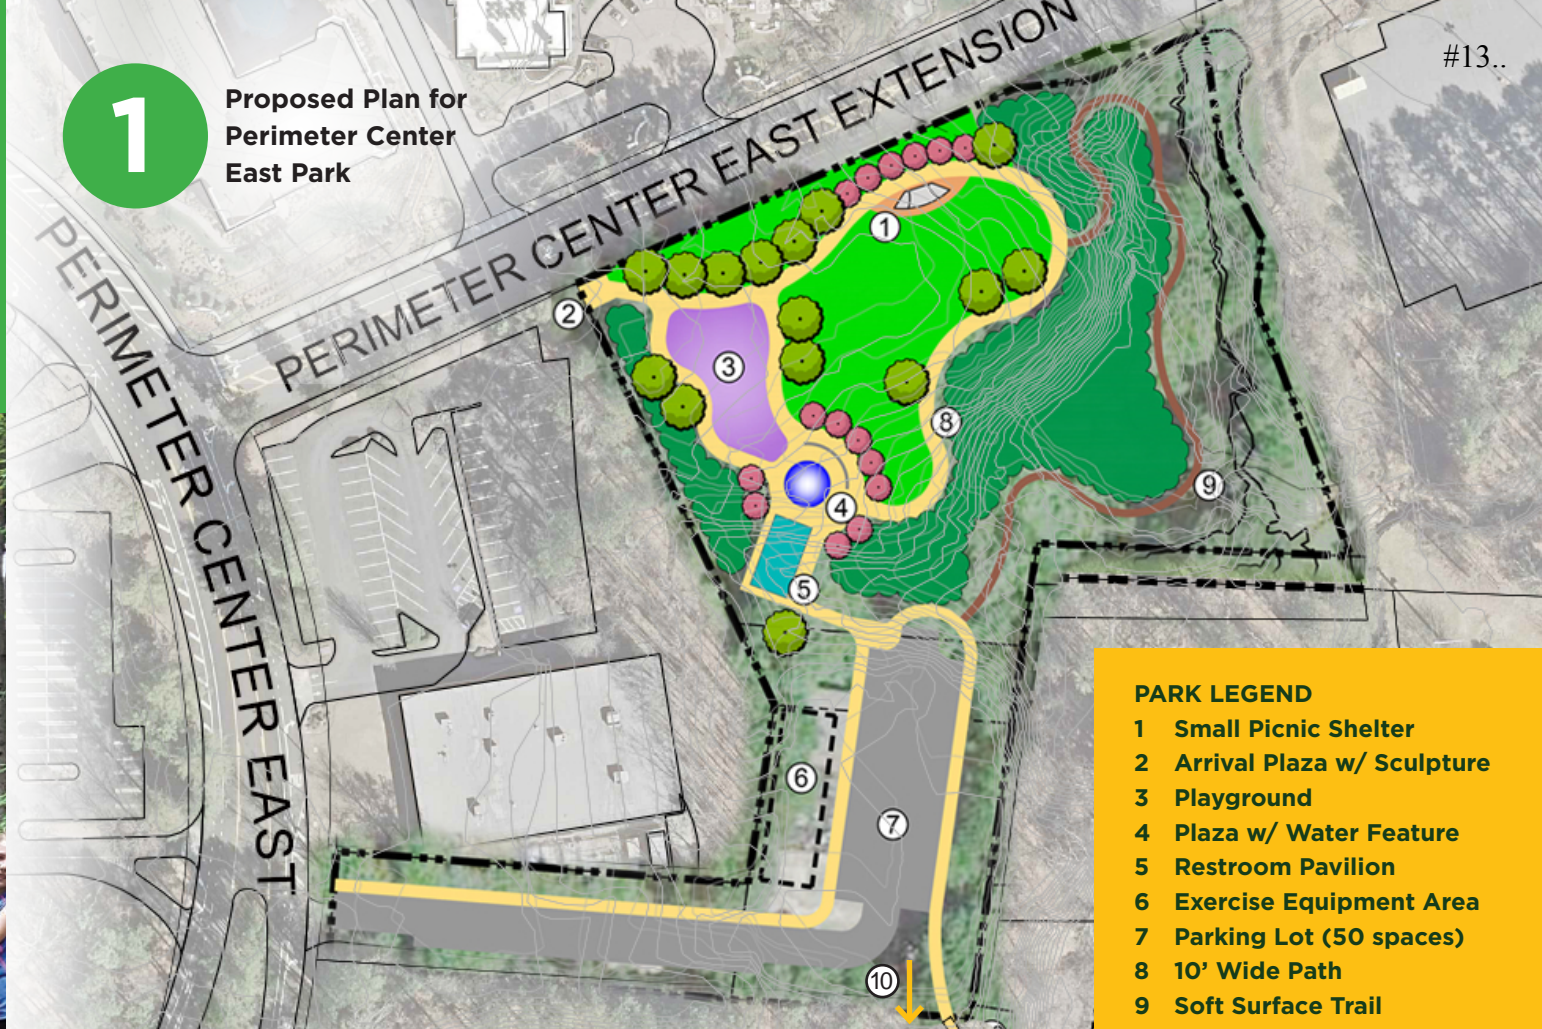 #13..
1
Proposed Plan for
Perimeter Center
East Park
PERIMETER CENTER EAST EXTENSION
PERIMETER CENTER EAST
1
2
3
8
4
9
5
6
7
10
PARK LEGEND
1 Small Picnic Shelter
2 Arrival Plaza w/ Sculpture
3 Playground
4 Plaza w/ Water Feature
5 Restroom Pavilion
6 Exercise Equipment Area
7 Parking Lot (50 spaces)
8 10’ Wide Path
9 Soft Surface Trail